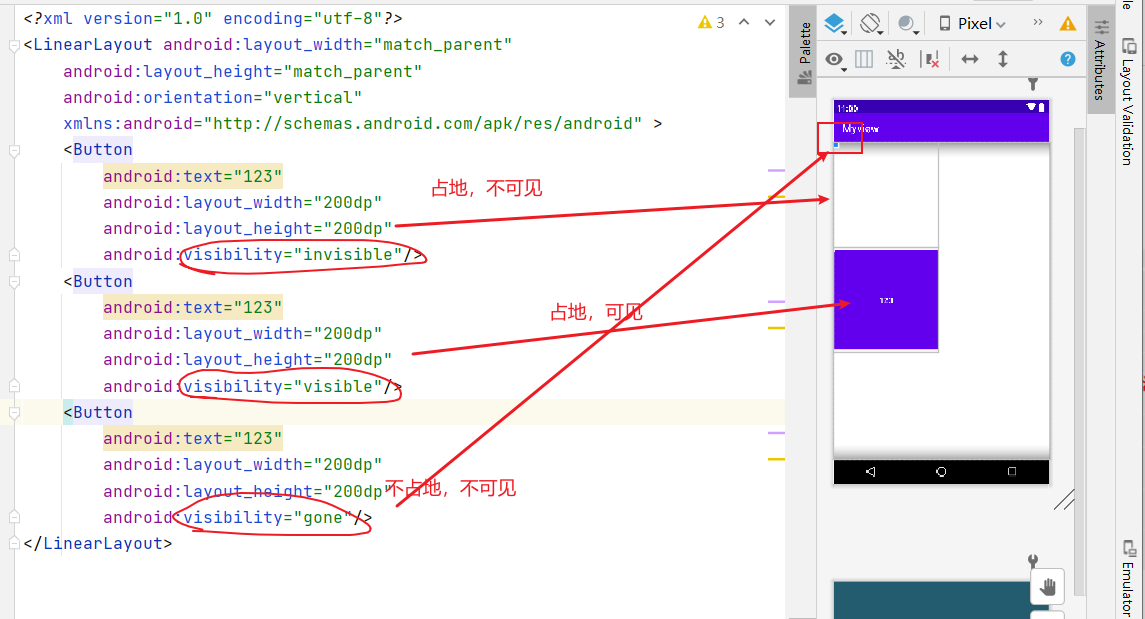 <?xml version="1.0" encoding="utf-8"?>
3
<LinearLayout android:layout_width="match_parent"
android:layout_height="match_parent"
android:orientation="vertical"
xmlns:android="http://schemas.android.com/apk/res/android" >
<Button
android:text="123"
android:layout_width="200dp"
android:layout_height="200dp"
android:visibility="invisible"/>
<Button
android:text="123"
android:layout_width="200dp"
android:layout_height="200dp"
android:visibility="visible"/>
<Button
android:text="123"
android:layout_width="200dp"
android:layout_height="200dp"
android:visibility="gone"/>
</LinearLayout>
占地，不可见
占地，可见
不占地，不可见
Palette
Pixel
11:00
Myview
123
Attributes
Layout Validation
Emulator